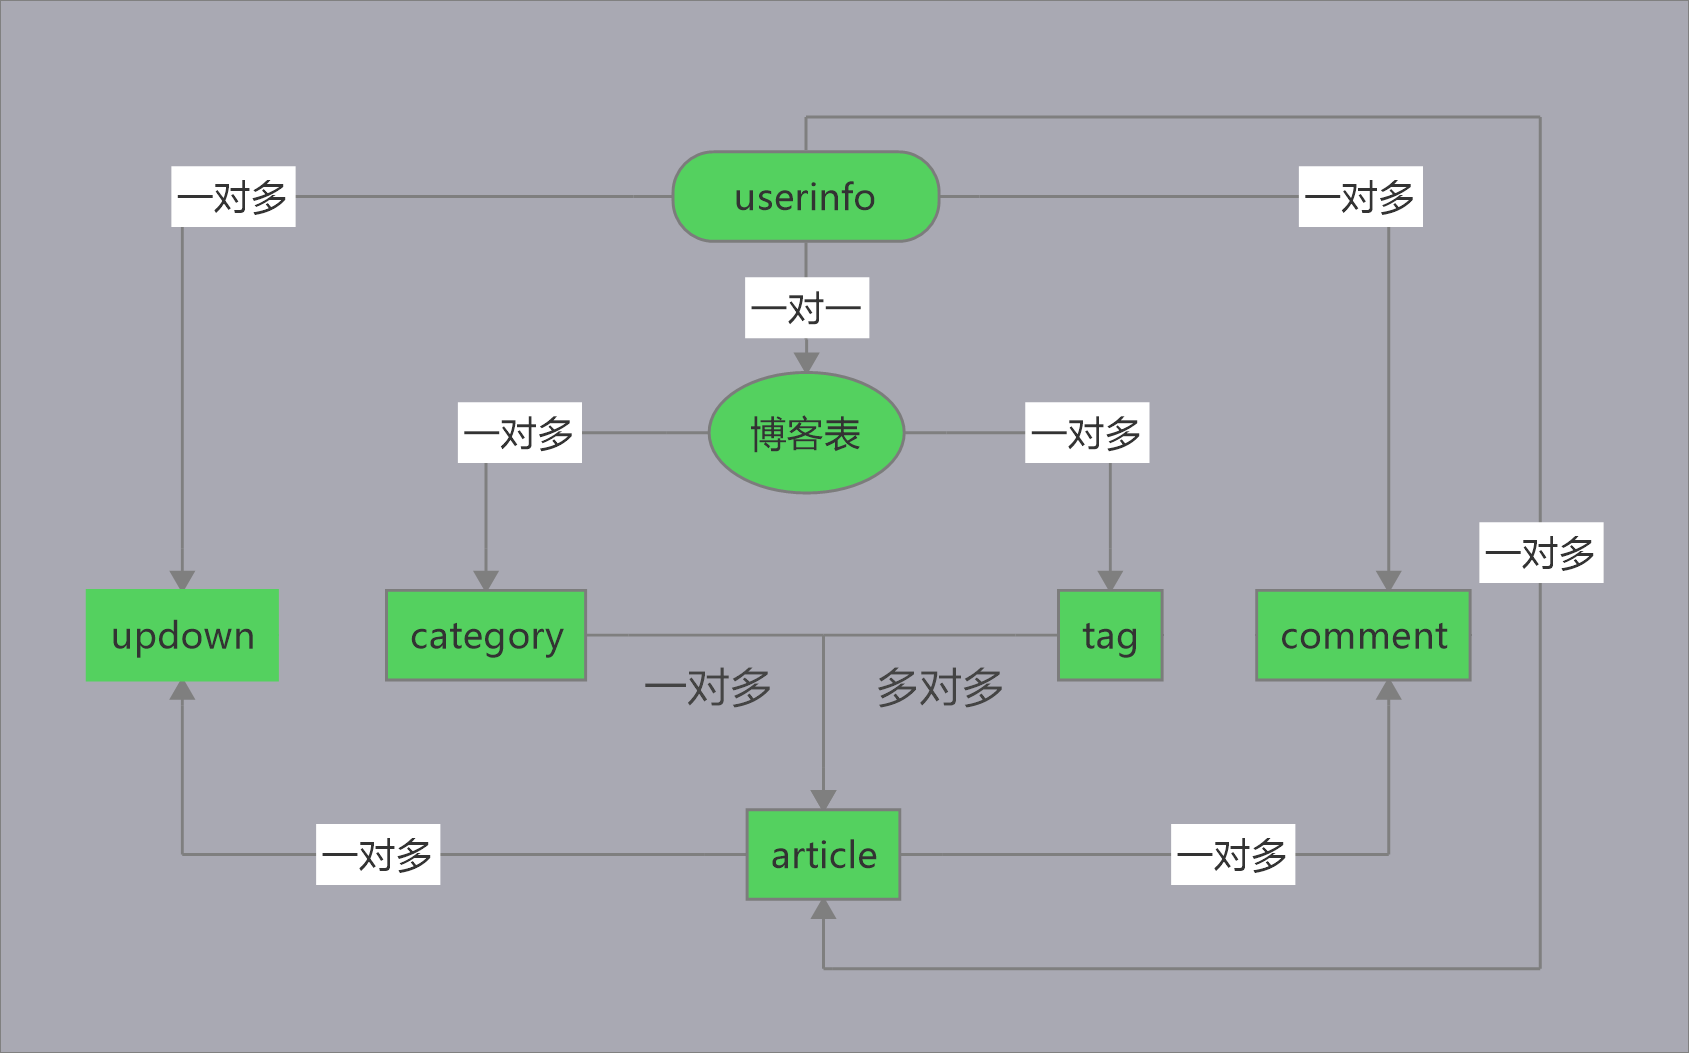 一对多
userinfo
一对多
一对一
一对多
博客表
一对多
一对多
updown
category
tag
comment
一对多
多对多
一对多
article
一对多